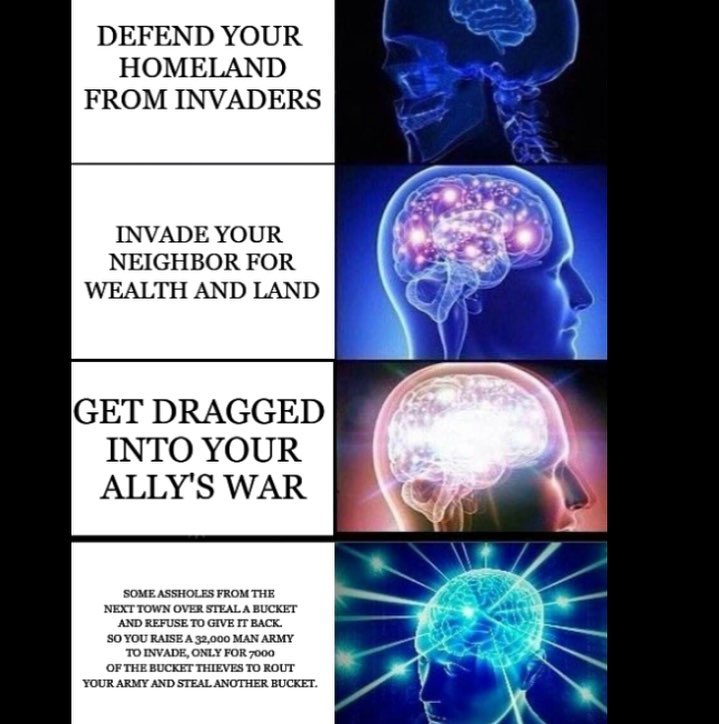 DEFEND YOUR
HOMELAND
FROM INVADERS
INVADE YOUR
NEIGHBOR FOR
WEALTH AND LAND
GET DRAGGED
INTO YOUR
ALLY'S WAR
SOME ASSHOLES FROM THE
NEXT TOWN OVER STEAL A BUCKET
AND REFUSE TO GIVE IT BACK.
SO YOU RAISE A 32,000 MAN ARMY
TO INVADE, ONLY FOR 7000
OF THE BUCKET THIEVES TO ROUT
YOUR ARMY AND STEAL ANOTHER BUCKET.